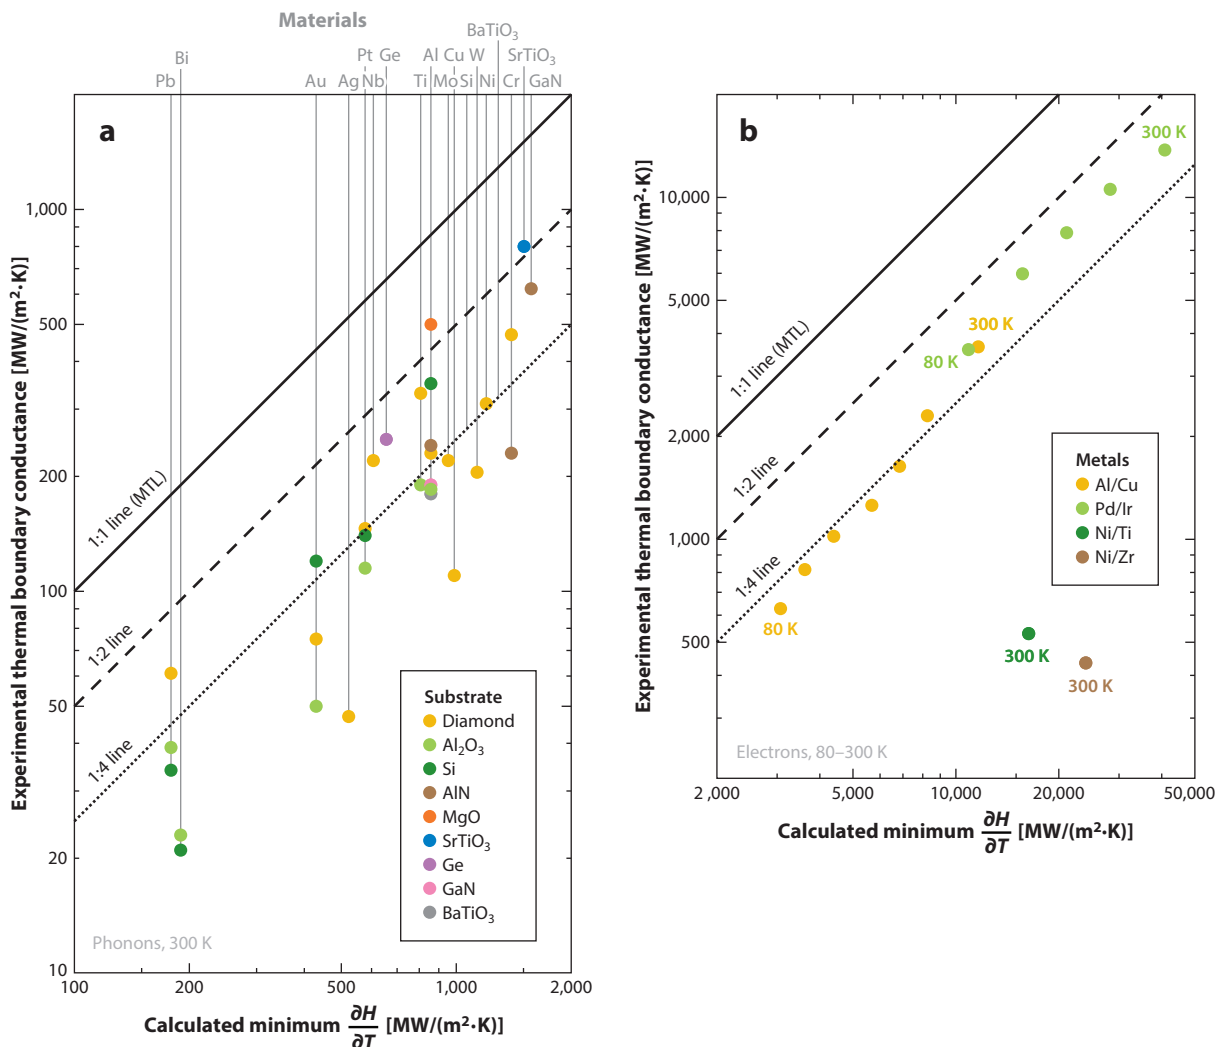 Materials
BaTiO₃
Bi Pt Ge Al Cu W SrTiO₃
Pb Au Ag Nb Ti Mo Si Ni Cr GaN
a
Experimental thermal boundary conductance [MW/(m²·K)]
1,000
500
200
100
50
20
10
1:1 line (MTL)
1:2 line
1:4 line
Substrate
Diamond
Al₂O₃
Si
AlN
MgO
SrTiO₃
Ge
GaN
BaTiO₃
Phonons, 300 K
100 200 500 1,000 2,000
Calculated minimum ∂H/∂T [MW/(m²·K)]
b
Experimental thermal boundary conductance [MW/(m²·K)]
10,000
5,000
2,000
1,000
500
300 K
1:1 line (MTL)
300 K
80 K
1:2 line
1:4 line
Metals
Al/Cu
Pd/Ir
Ni/Ti
Ni/Zr
80 K
300 K
300 K
Electrons, 80–300 K
2,000 5,000 10,000 20,000 50,000
Calculated minimum ∂H/∂T [MW/(m²·K)]